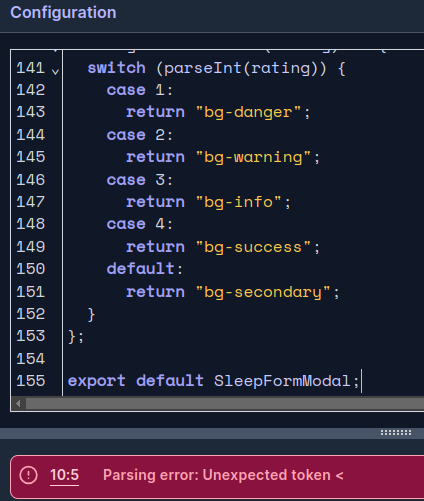 Configuration
141 switch (parseInt(rating)) {
142 case 1:
143 return "bg-danger";
144 case 2:
145 return "bg-warning";
146 case 3:
147 return "bg-info";
148 case 4:
149 return "bg-success";
150 default:
151 return "bg-secondary";
152 }
153 };
154
155 export default SleepFormModal;
10:5 Parsing error: Unexpected token <